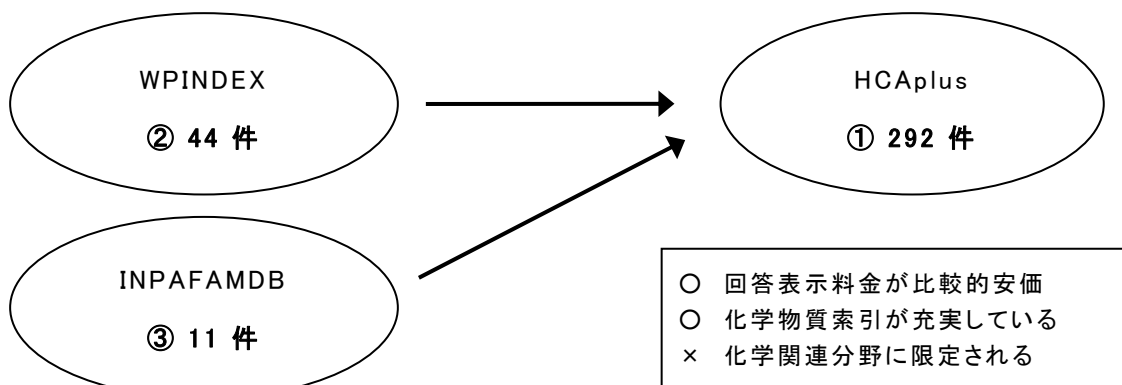 WPINDEX
② 44 件
HCAplus
① 292 件
INPAFAMDB
③ 11 件
○ 回答表示料金が比較的安価
○ 化学物質索引が充実している
× 化学関連分野に限定される